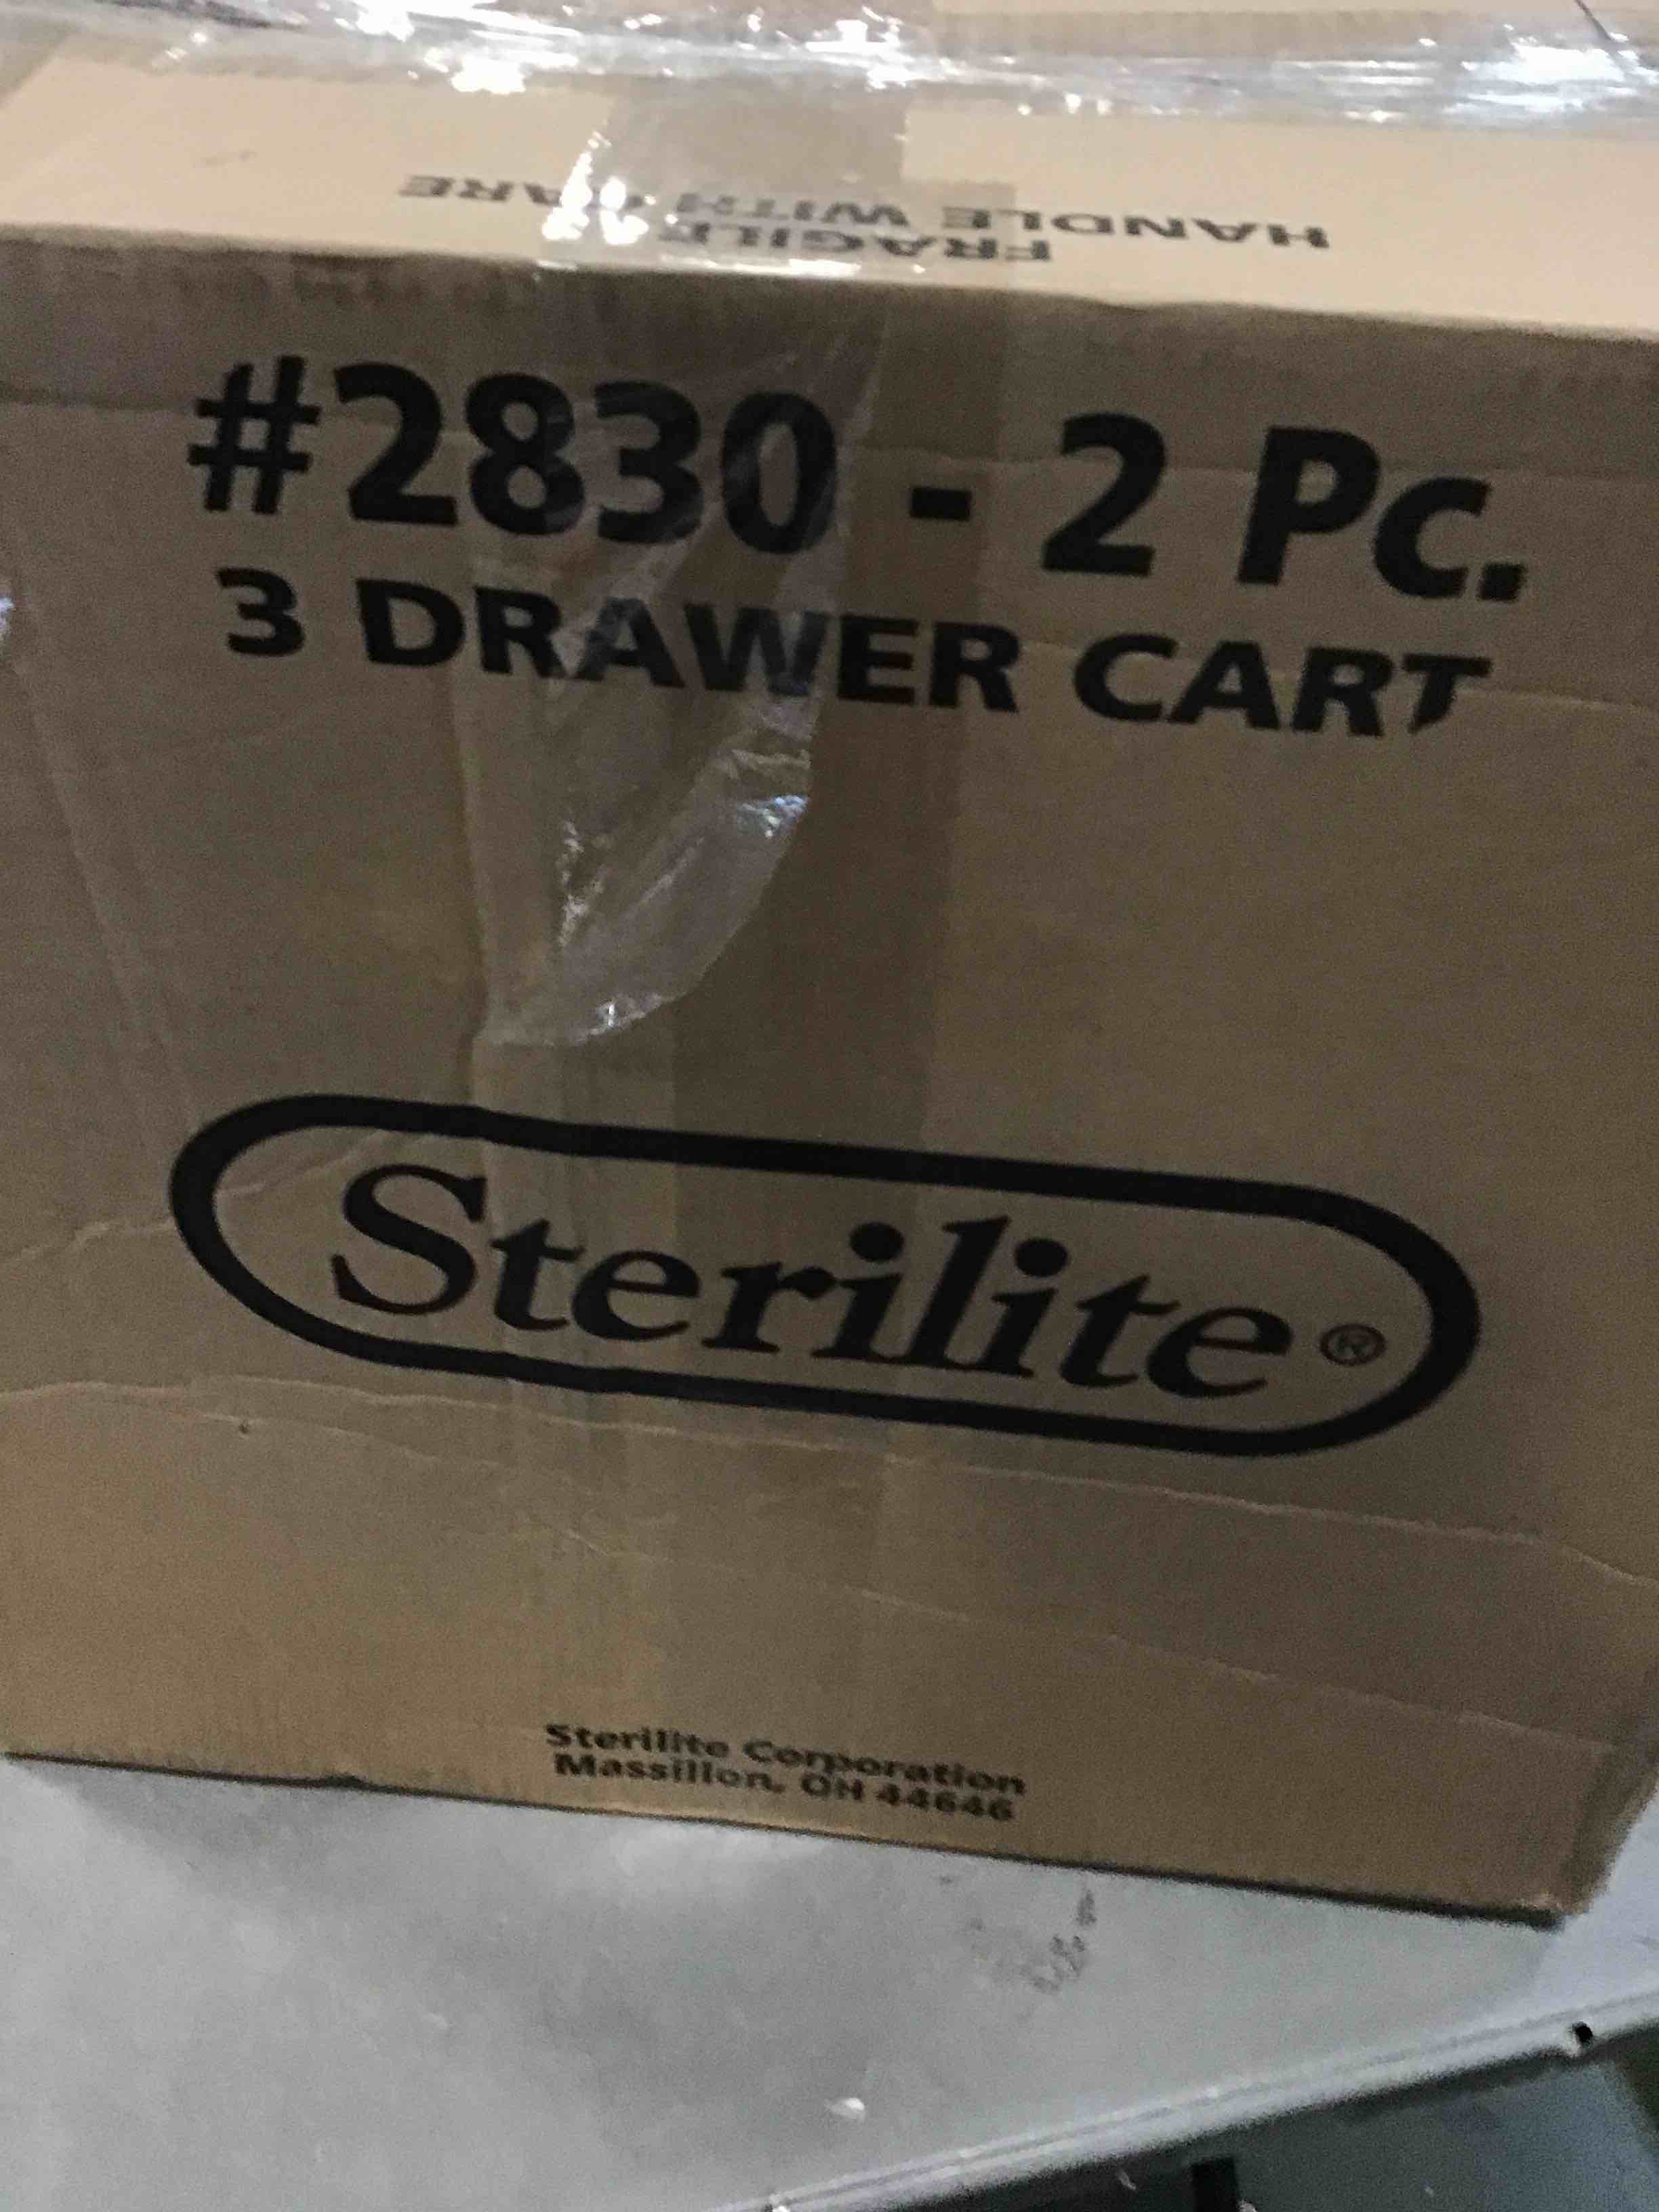 FRAGILE
HANDLE WITH CARE
#2830 - 2 Pc.
3 DRAWER CART
Sterilite®
Sterilite Corporation
Massillon, OH 44646